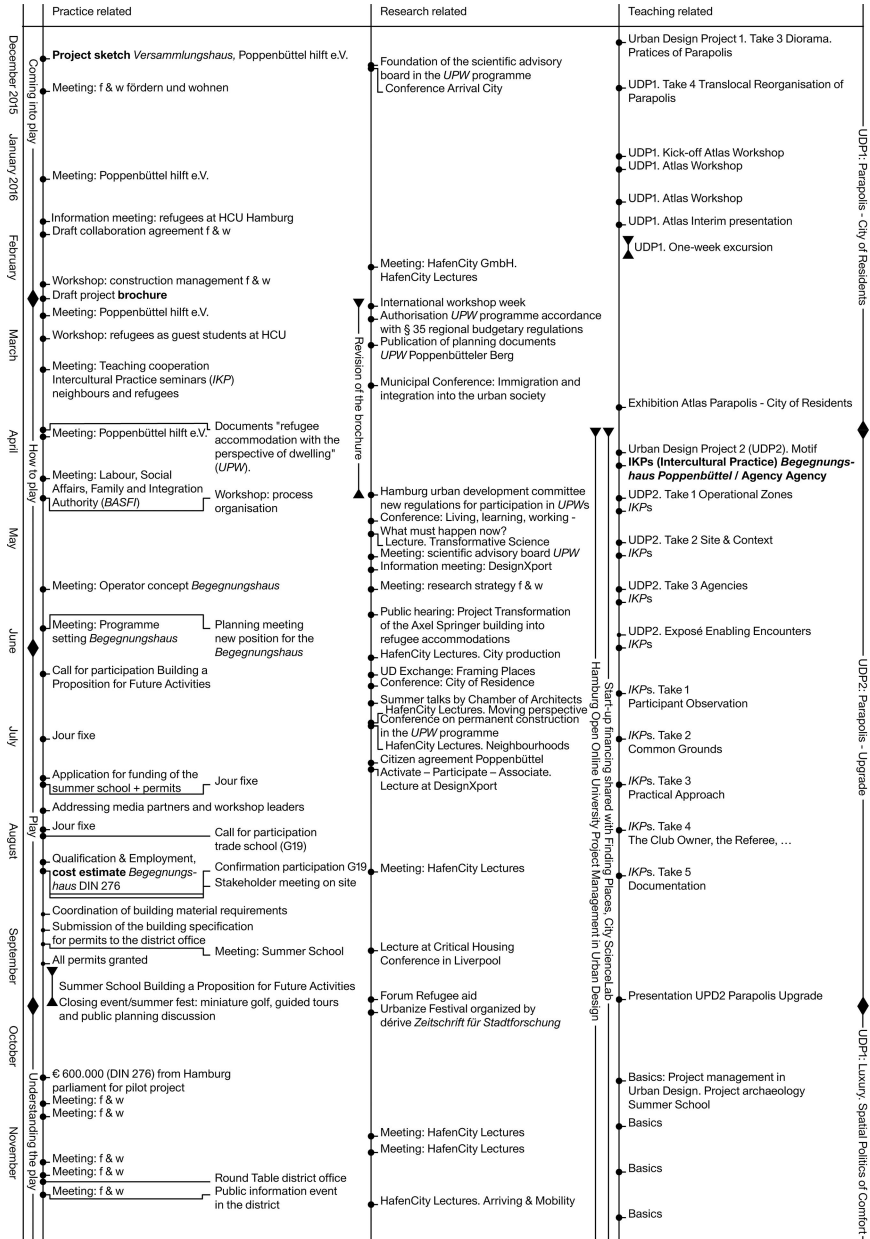 Practice related
Research related
Teaching related
December 2015
January 2016
February
March
April
May
June
July
August
September
October
November
Coming into play
How to play
Play
Understanding the play
Project sketch Versammlungshaus, Poppenbüttel hilft e.V.
Meeting: f & w fördern und wohnen
Meeting: Poppenbüttel hilft e.V.
Information meeting: refugees at HCU Hamburg
Draft collaboration agreement f & w
Workshop: construction management f & w
Draft project brochure
Meeting: Poppenbüttel hilft e.V.
Workshop: refugees as guest students at HCU
Meeting: Teaching cooperation
Intercultural Practice seminars (IKP)
neighbours and refugees
Meeting: Poppenbüttel hilft e.V.
Documents "refugee
accommodation with the
perspective of dwelling"
(UPW).
Meeting: Labour, Social
Affairs, Family and Integration
Authority (BASFI)
Workshop: process
organisation
Meeting: Operator concept Begegnungshaus
Meeting: Programme
setting Begegnungshaus
Planning meeting
new position for the
Begegnungshaus
Call for participation Building a
Proposition for Future Activities
Jour fixe
Application for funding of the
summer school + permits
Jour fixe
Addressing media partners and workshop leaders
Jour fixe
Call for participation
trade school (G19)
Qualification & Employment,
cost estimate Begegnungs-
haus DIN 276
Confirmation participation G19
Stakeholder meeting on site
Coordination of building material requirements
Submission of the building specification
for permits to the district office
Meeting: Summer School
All permits granted
Summer School Building a Proposition for Future Activities
Closing event/summer fest: miniature golf, guided tours
and public planning discussion
€ 600.000 (DIN 276) from Hamburg
parliament for pilot project
Meeting: f & w
Meeting: f & w
Meeting: f & w
Meeting: f & w
Round Table district office
Meeting: f & w
Public information event
in the district
Foundation of the scientific advisory
board in the UPW programme
Conference Arrival City
Meeting: HafenCity GmbH.
HafenCity Lectures
International workshop week
Authorisation UPW programme accordance
with § 35 regional budgetary regulations
Publication of planning documents
UPW Poppenbütteler Berg
Revision of the brochure
Municipal Conference: Immigration and
integration into the urban society
Hamburg urban development committee
new regulations for participation in UPWs
Conference: Living, learning, working -
What must happen now?
Lecture. Transformative Science
Meeting: scientific advisory board UPW
Information meeting: DesignXport
Meeting: research strategy f & w
Public hearing: Project Transformation
of the Axel Springer building into
refugee accommodations
HafenCity Lectures. City production
UD Exchange: Framing Places
Conference: City of Residence
Summer talks by Chamber of Architects
HafenCity Lectures. Moving perspective
Conference on permanent construction
in the UPW programme
HafenCity Lectures. Neighbourhoods
Citizen agreement Poppenbüttel
Activate – Participate – Associate.
Lecture at DesignXport
Meeting: HafenCity Lectures
Lecture at Critical Housing
Conference in Liverpool
Forum Refugee aid
Urbanize Festival organized by
dérive Zeitschrift für Stadtforschung
Meeting: HafenCity Lectures
Meeting: HafenCity Lectures
HafenCity Lectures. Arriving & Mobility
Hamburg Open Online University Project Management in Urban Design
Start-up financing shared with Finding Places, City ScienceLab
Urban Design Project 1. Take 3 Diorama.
Pratices of Parapolis
UDP1. Take 4 Translocal Reorganisation of
Parapolis
UDP1. Kick-off Atlas Workshop
UDP1. Atlas Workshop
UDP1. Atlas Workshop
UDP1. Atlas Interim presentation
UDP1. One-week excursion
Exhibition Atlas Parapolis - City of Residents
Urban Design Project 2 (UDP2). Motif
IKPs (Intercultural Practice) Begegnungs-
haus Poppenbüttel / Agency Agency
UDP2. Take 1 Operational Zones
IKPs
UDP2. Take 2 Site & Context
IKPs
UDP2. Take 3 Agencies
IKPs
UDP2. Exposé Enabling Encounters
IKPs
IKPs. Take 1
Participant Observation
IKPs. Take 2
Common Grounds
IKPs. Take 3
Practical Approach
IKPs. Take 4
The Club Owner, the Referee, …
IKPs. Take 5
Documentation
Presentation UPD2 Parapolis Upgrade
Basics: Project management in
Urban Design. Project archaeology
Summer School
Basics
Basics
Basics
UDP1: Parapolis - City of Residents
UDP2: Parapolis - Upgrade
UDP1: Luxury. Spatial Politics of Comfort